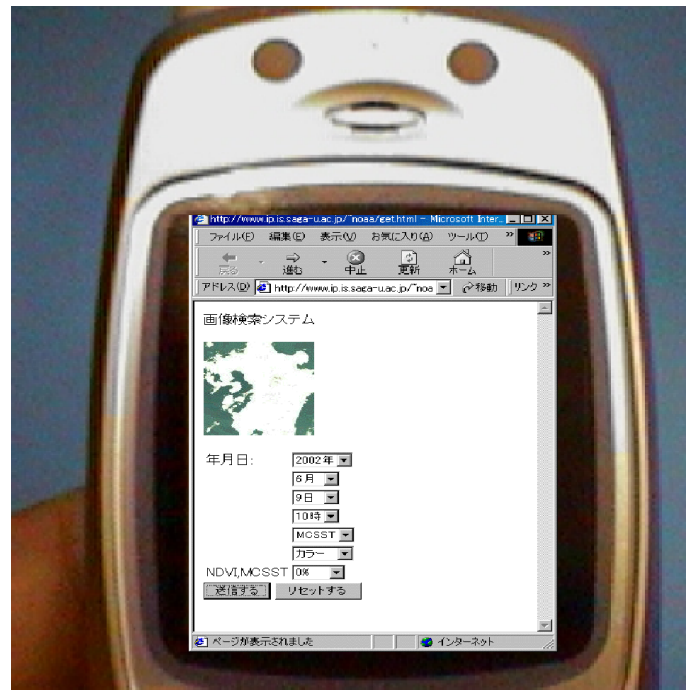 http://www.ip.is.saga-u.ac.jp/~noaa/get.html - Microsoft Inter...
ファイル(F) 編集(E) 表示(V) お気に入り(A) ツール(T) »
戻る 進む 中止 更新 ホーム »
アドレス(D) http://www.ip.is.saga-u.ac.jp/~noa 移動 リンク »
画像検索システム
年月日: 2002年
6月
9日
10時
MCSST
カラー
NDVI,MCSST 0%
送信する リセットする
ページが表示されました インターネット